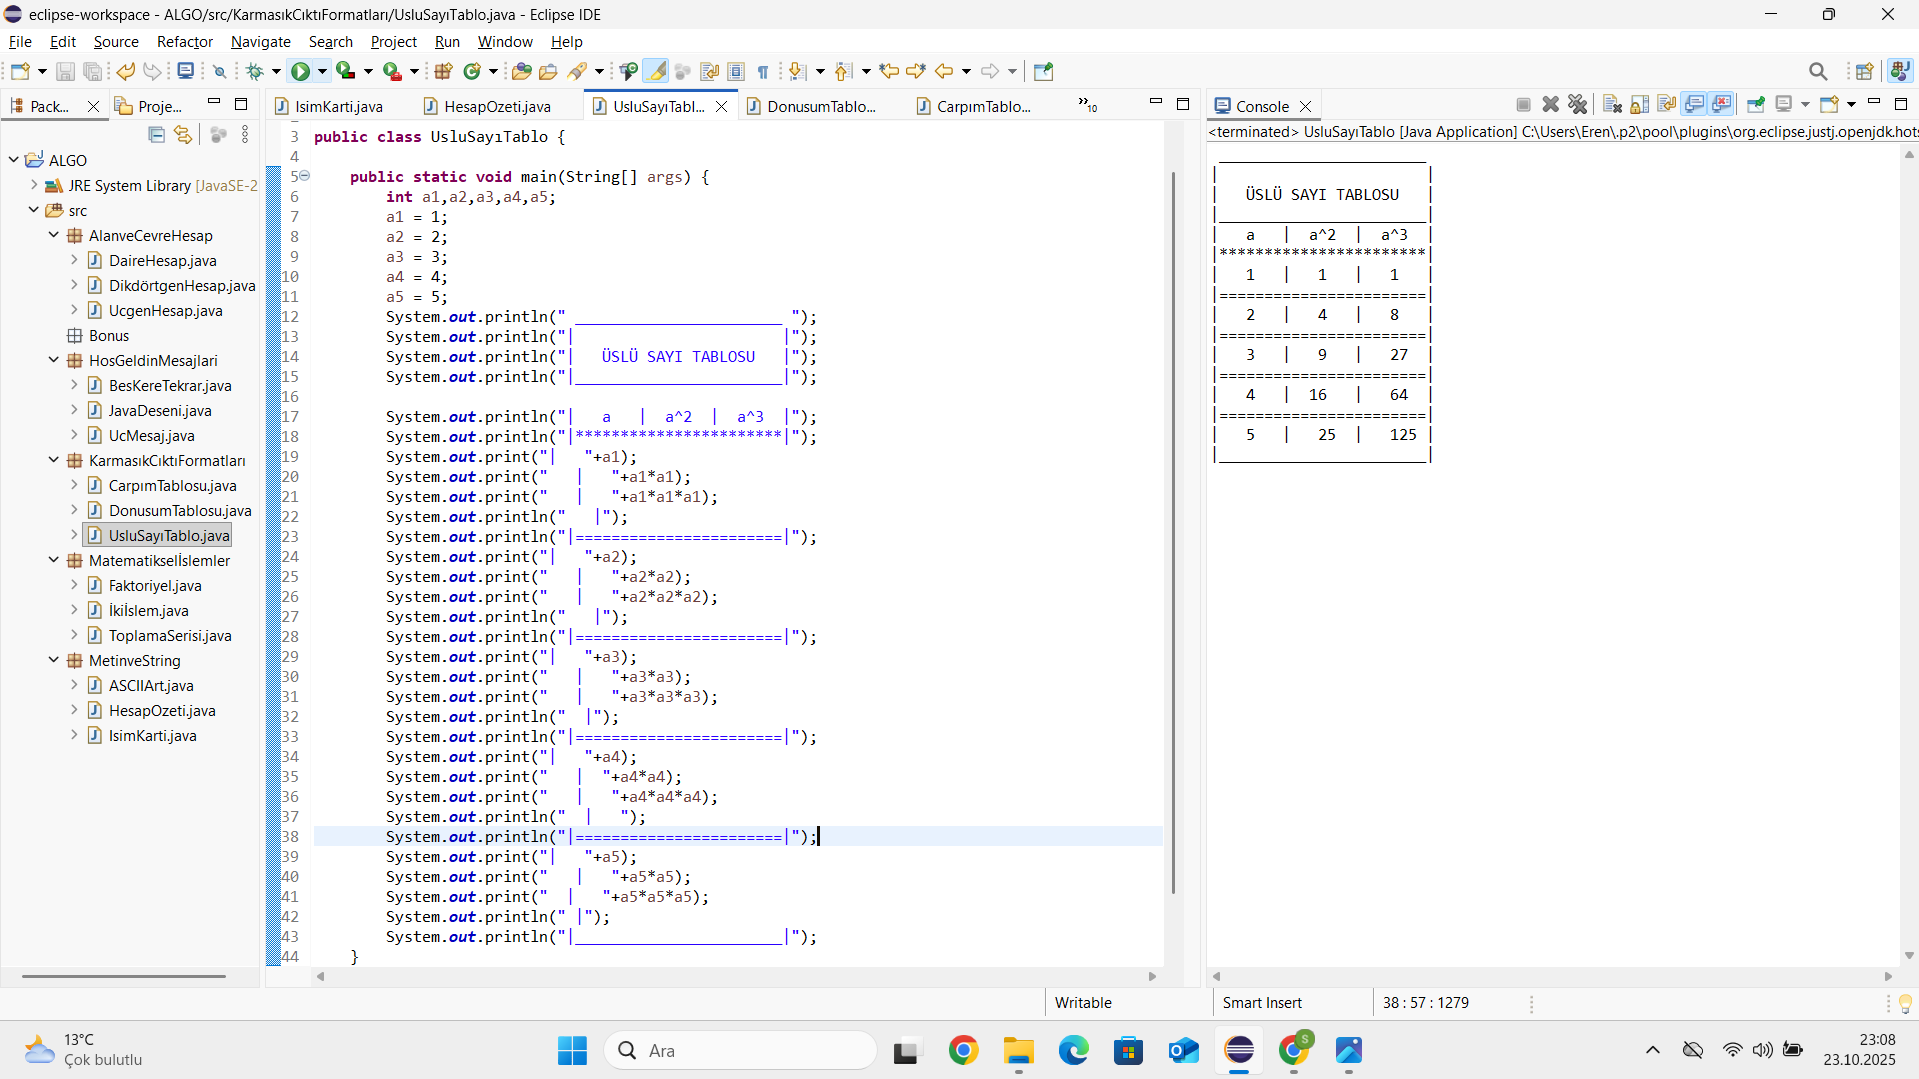 eclipse-workspace - ALGO/src/KarmasıkCıktıFormatları/UsluSayıTablo.java - Eclipse IDE
File Edit Source Refactor Navigate Search Project Run Window Help
Pack... Proje...
ALGO
JRE System Library [JavaSE-2
src
AlanveCevreHesap
DaireHesap.java
DikdörtgenHesap.java
UcgenHesap.java
Bonus
HosGeldinMesajlari
BesKereTekrar.java
JavaDeseni.java
UcMesaj.java
KarmasıkCıktıFormatları
CarpımTablosu.java
DonusumTablosu.java
UsluSayıTablo.java
Matematikselİslemler
Faktoriyel.java
İkiİslem.java
ToplamaSerisi.java
MetinveString
ASCIIArt.java
HesapOzeti.java
IsimKarti.java
IsimKarti.java HesapOzeti.java UsluSayıTabl... DonusumTablo... CarpımTablo... »10
3 public class UsluSayıTablo {
4
5 public static void main(String[] args) {
6 int a1,a2,a3,a4,a5;
7 a1 = 1;
8 a2 = 2;
9 a3 = 3;
10 a4 = 4;
11 a5 = 5;
12 System.out.println(" _______________________ ");
13 System.out.println("|                       |");
14 System.out.println("|   ÜSLÜ SAYI TABLOSU   |");
15 System.out.println("|_______________________|");
16
17 System.out.println("|   a   |  a^2  |  a^3  |");
18 System.out.println("|***********************|");
19 System.out.print("|   "+a1);
20 System.out.print("   |   "+a1*a1);
21 System.out.print("   |   "+a1*a1*a1);
22 System.out.println("   |");
23 System.out.println("|=======================|");
24 System.out.print("|   "+a2);
25 System.out.print("   |   "+a2*a2);
26 System.out.print("   |   "+a2*a2*a2);
27 System.out.println("   |");
28 System.out.println("|=======================|");
29 System.out.print("|   "+a3);
30 System.out.print("   |   "+a3*a3);
31 System.out.print("   |   "+a3*a3*a3);
32 System.out.println("  |");
33 System.out.println("|=======================|");
34 System.out.print("|   "+a4);
35 System.out.print("   |  "+a4*a4);
36 System.out.print("   |   "+a4*a4*a4);
37 System.out.println("  |   ");
38 System.out.println("|=======================|");
39 System.out.print("|   "+a5);
40 System.out.print("   |   "+a5*a5);
41 System.out.print("  |   "+a5*a5*a5);
42 System.out.println(" |");
43 System.out.println("|_______________________|");
44 }
Console
<terminated> UsluSayıTablo [Java Application] C:\Users\Eren\.p2\pool\plugins\org.eclipse.justj.openjdk.hots
 _______________________
|                       |
|   ÜSLÜ SAYI TABLOSU   |
|_______________________|
|   a   |  a^2  |  a^3  |
|***********************|
|   1   |   1   |   1   |
|=======================|
|   2   |   4   |   8   |
|=======================|
|   3   |   9   |   27  |
|=======================|
|   4   |  16   |   64  |
|=======================|
|   5   |   25  |   125 |
|_______________________|
Writable Smart Insert 38 : 57 : 1279
13°C
Çok bulutlu
Ara
S
23:08
23.10.2025